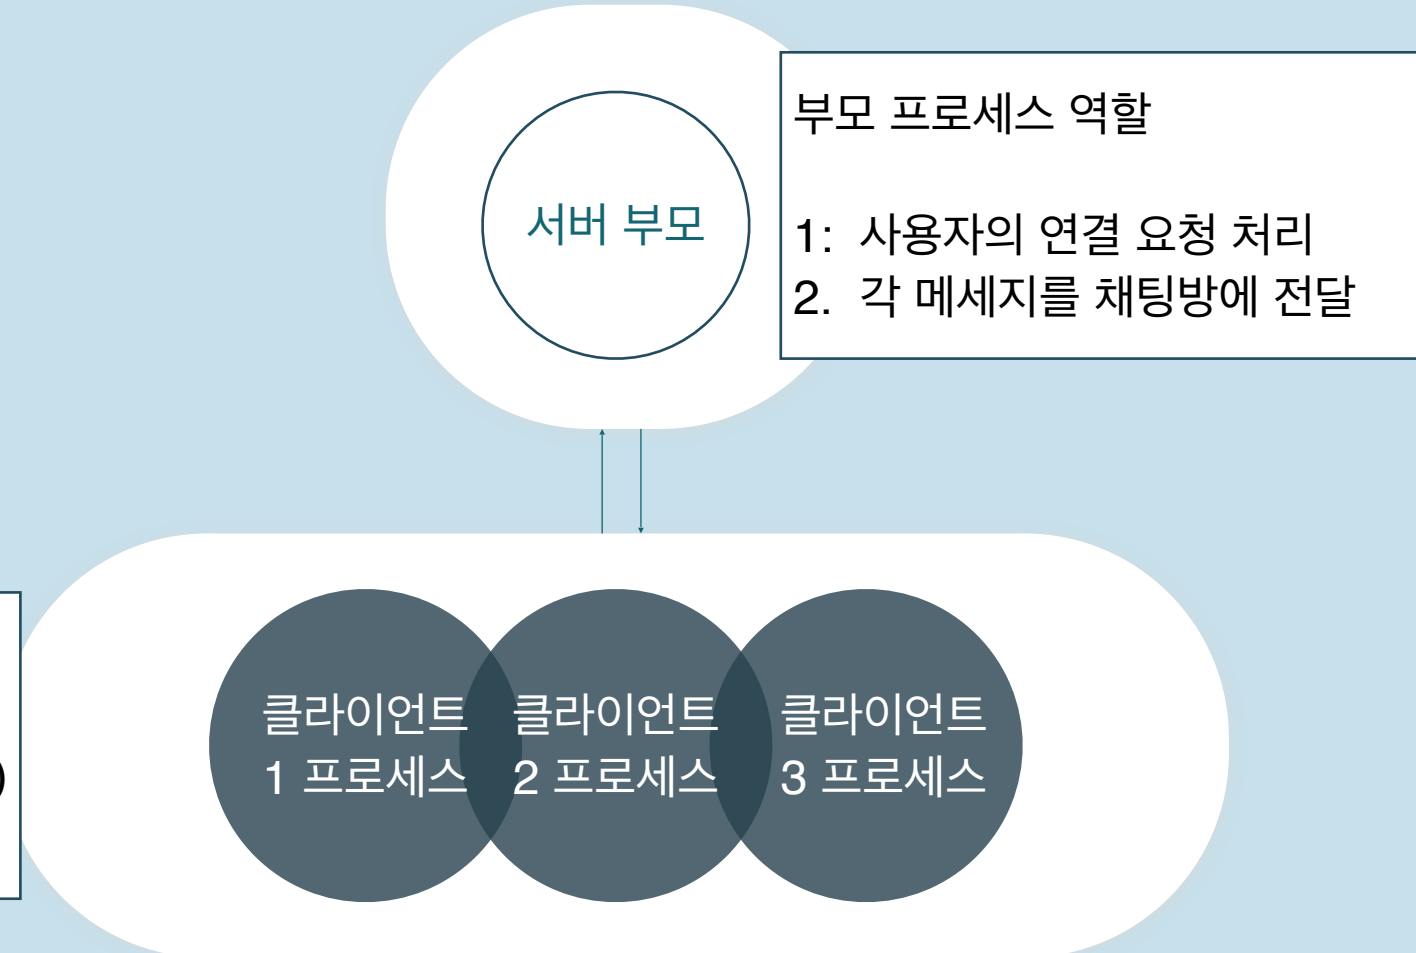 부모 프로세스 역할
서버 부모
1: 사용자의 연결 요청 처리
2. 각 메세지를 채팅방에 전달
)
클라이언트
1 프로세스
클라이언트
2 프로세스
클라이언트
3 프로세스